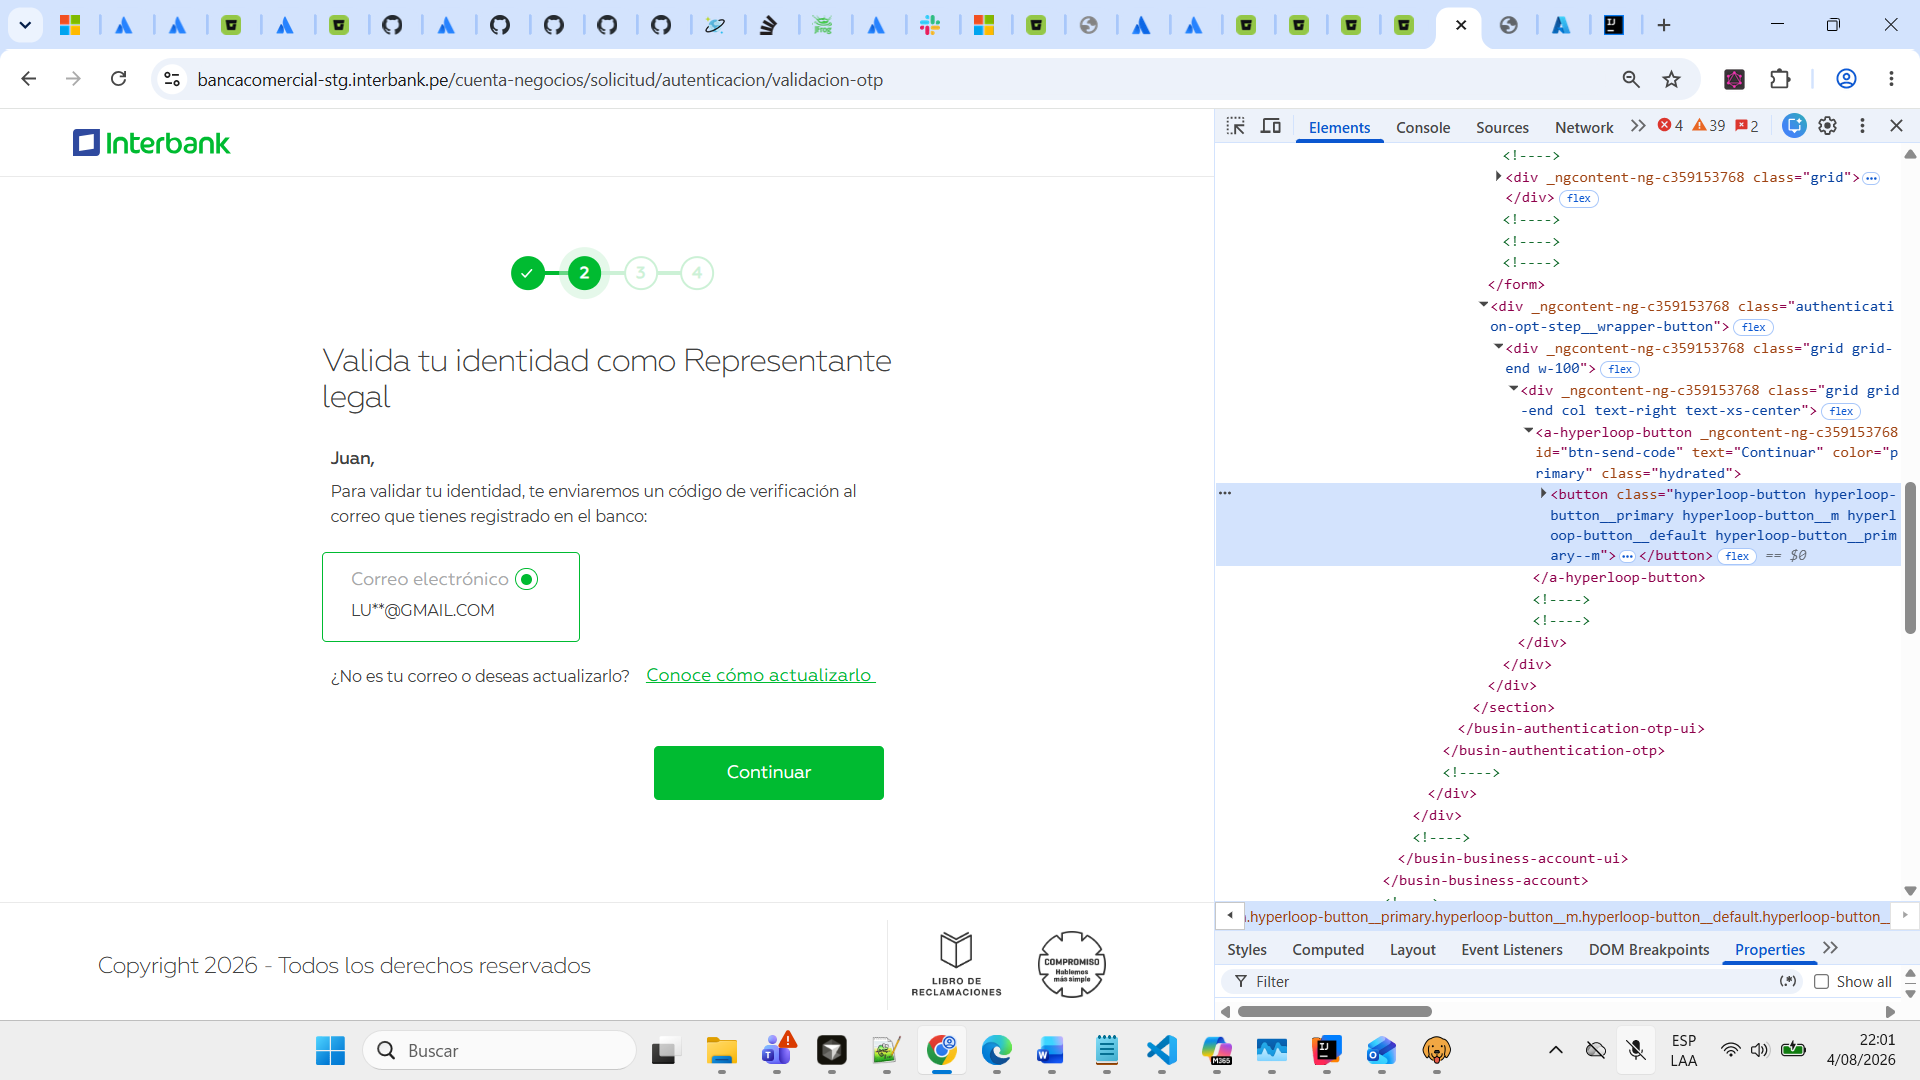 bancacomercial-stg.interbank.pe/cuenta-negocios/solicitud/autenticacion/validacion-otp
Interbank
2
3
4
Valida tu identidad como Representante
legal
Juan,
Para validar tu identidad, te enviaremos un código de verificación al
correo que tienes registrado en el banco:
Correo electrónico
LU**@GMAIL.COM
¿No es tu correo o deseas actualizarlo? Conoce cómo actualizarlo
Continuar
Copyright 2026 - Todos los derechos reservados
LIBRO DE
RECLAMACIONES
COMPROMISO
Hablemos
más simple
Elements Console Sources Network 4 39 2
<!---->
<div _ngcontent-ng-c359153768 class="grid">
</div> flex
<!---->
<!---->
<!---->
</form>
<div _ngcontent-ng-c359153768 class="authenticati
on-opt-step__wrapper-button"> flex
<div _ngcontent-ng-c359153768 class="grid grid-
end w-100"> flex
<div _ngcontent-ng-c359153768 class="grid grid
-end col text-right text-xs-center"> flex
<a-hyperloop-button _ngcontent-ng-c359153768
id="btn-send-code" text="Continuar" color="p
rimary" class="hydrated">
<button class="hyperloop-button hyperloop-
button__primary hyperloop-button__m hyperl
oop-button__default hyperloop-button__prim
ary--m"> </button> flex == $0
</a-hyperloop-button>
<!---->
<!---->
</div>
</div>
</div>
</section>
</busin-authentication-otp-ui>
</busin-authentication-otp>
<!---->
</div>
</div>
<!---->
</busin-business-account-ui>
</busin-business-account>
.hyperloop-button__primary.hyperloop-button__m.hyperloop-button__default.hyperloop-button__
Styles Computed Layout Event Listeners DOM Breakpoints Properties
Filter (.*) Show all
Buscar
M365
ESP
LAA
22:01
4/08/2026